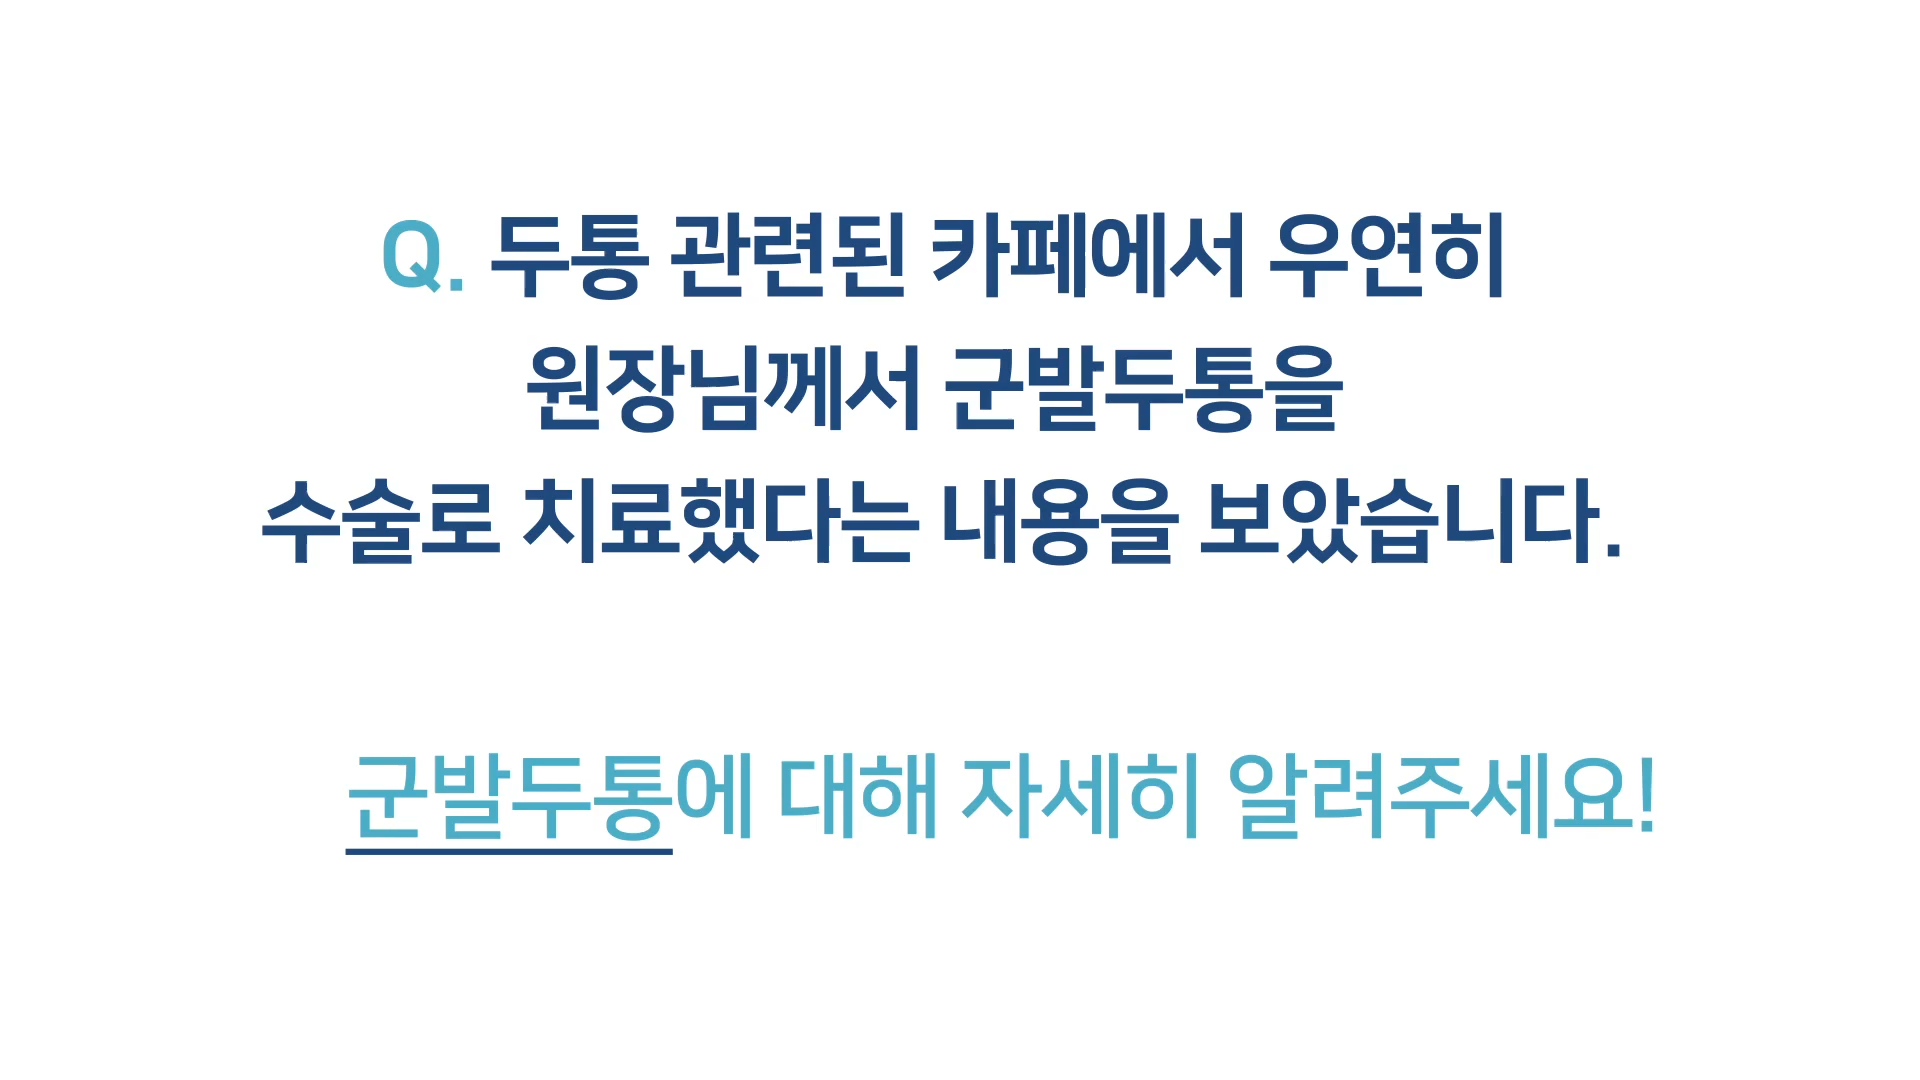 Q. 두통 관련된 카페에서 우연히
원장님께서 군발두통을
수술로 치료했다는 내용을 보았습니다.
군발두통에 대해 자세히 알려주세요!